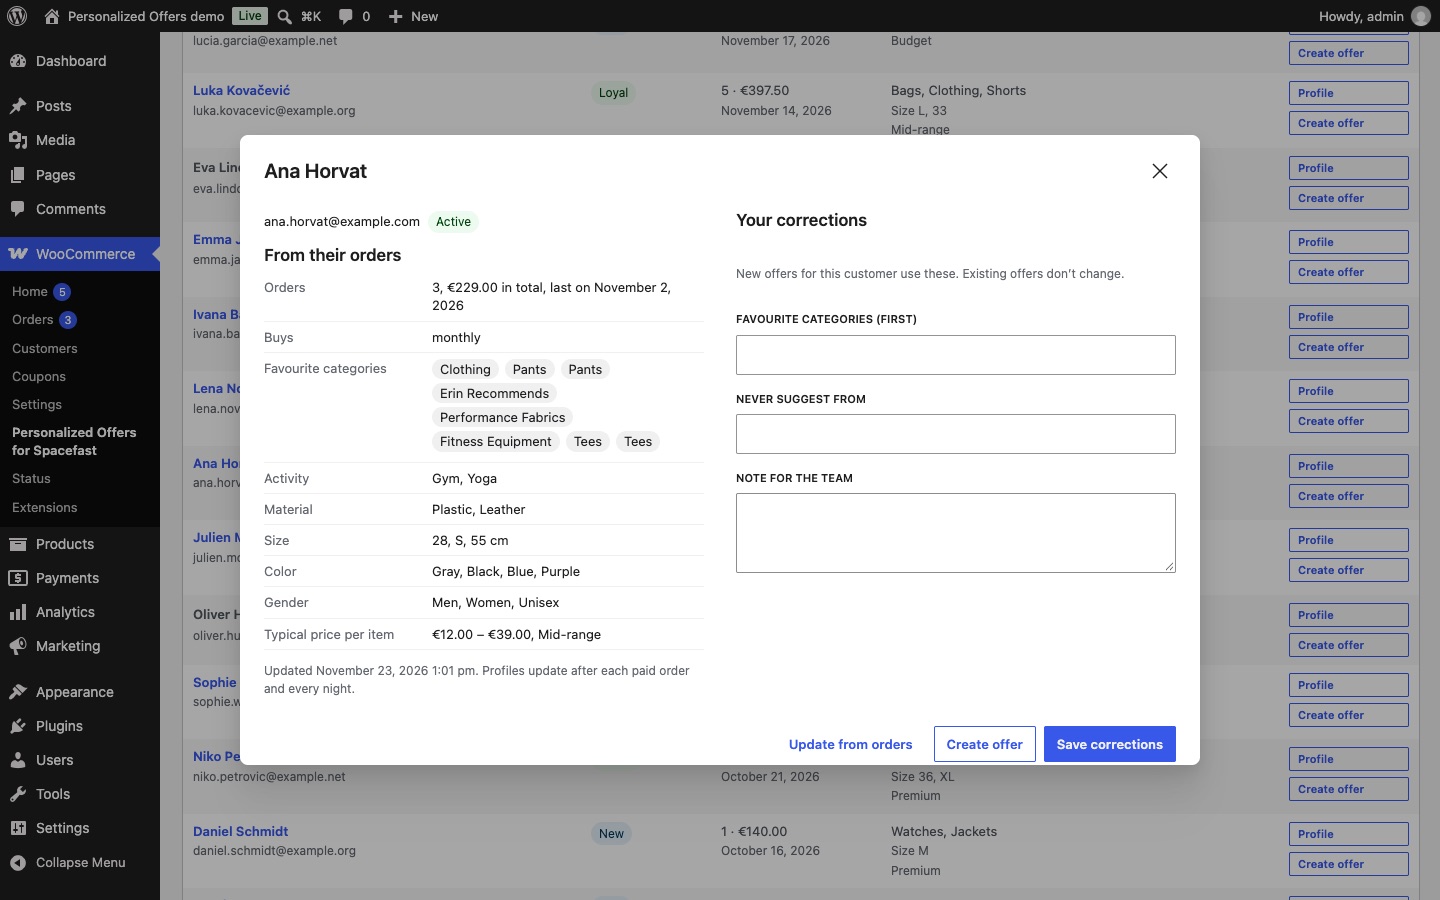 Personalized Offers demo
Live
⌘K
0
New
Howdy, admin
Dashboard
Posts
Media
Pages
Comments
WooCommerce
Home 5
Orders 3
Customers
Coupons
Settings
Personalized Offers
for Spacefast
Status
Extensions
Products
Payments
Analytics
Marketing
Appearance
Plugins
Users
Tools
Settings
Collapse Menu
lucia.garcia@example.net
November 17, 2026
Budget
Create offer
Luka Kovačević
luka.kovacevic@example.org
Loyal
5 · €397.50
November 14, 2026
Bags, Clothing, Shorts
Size L, 33
Mid-range
Profile
Create offer
Ana Horvat
ana.horvat@example.com Active
From their orders
Orders 3, €229.00 in total, last on November 2,
2026
Buys monthly
Favourite categories Clothing Pants Pants
Erin Recommends
Performance Fabrics
Fitness Equipment Tees Tees
Activity Gym, Yoga
Material Plastic, Leather
Size 28, S, 55 cm
Color Gray, Black, Blue, Purple
Gender Men, Women, Unisex
Typical price per item €12.00 – €39.00, Mid-range
Updated November 23, 2026 1:01 pm. Profiles update after each paid order
and every night.
Your corrections
New offers for this customer use these. Existing offers don’t change.
FAVOURITE CATEGORIES (FIRST)
NEVER SUGGEST FROM
NOTE FOR THE TEAM
Update from orders
Create offer
Save corrections
Profile
Create offer
Emma
Profile
Create offer
Ivana
Profile
Create offer
Lena
Profile
Create offer
Ana
Profile
Create offer
Julien
Profile
Create offer
Oliver
Profile
Create offer
Sophie
Profile
Create offer
Niko
niko.petrovic@example.net
October 21, 2026
Size 36, XL
Premium
Profile
Create offer
Daniel Schmidt
daniel.schmidt@example.org
New
1 · €140.00
October 16, 2026
Watches, Jackets
Size M
Premium
Profile
Create offer